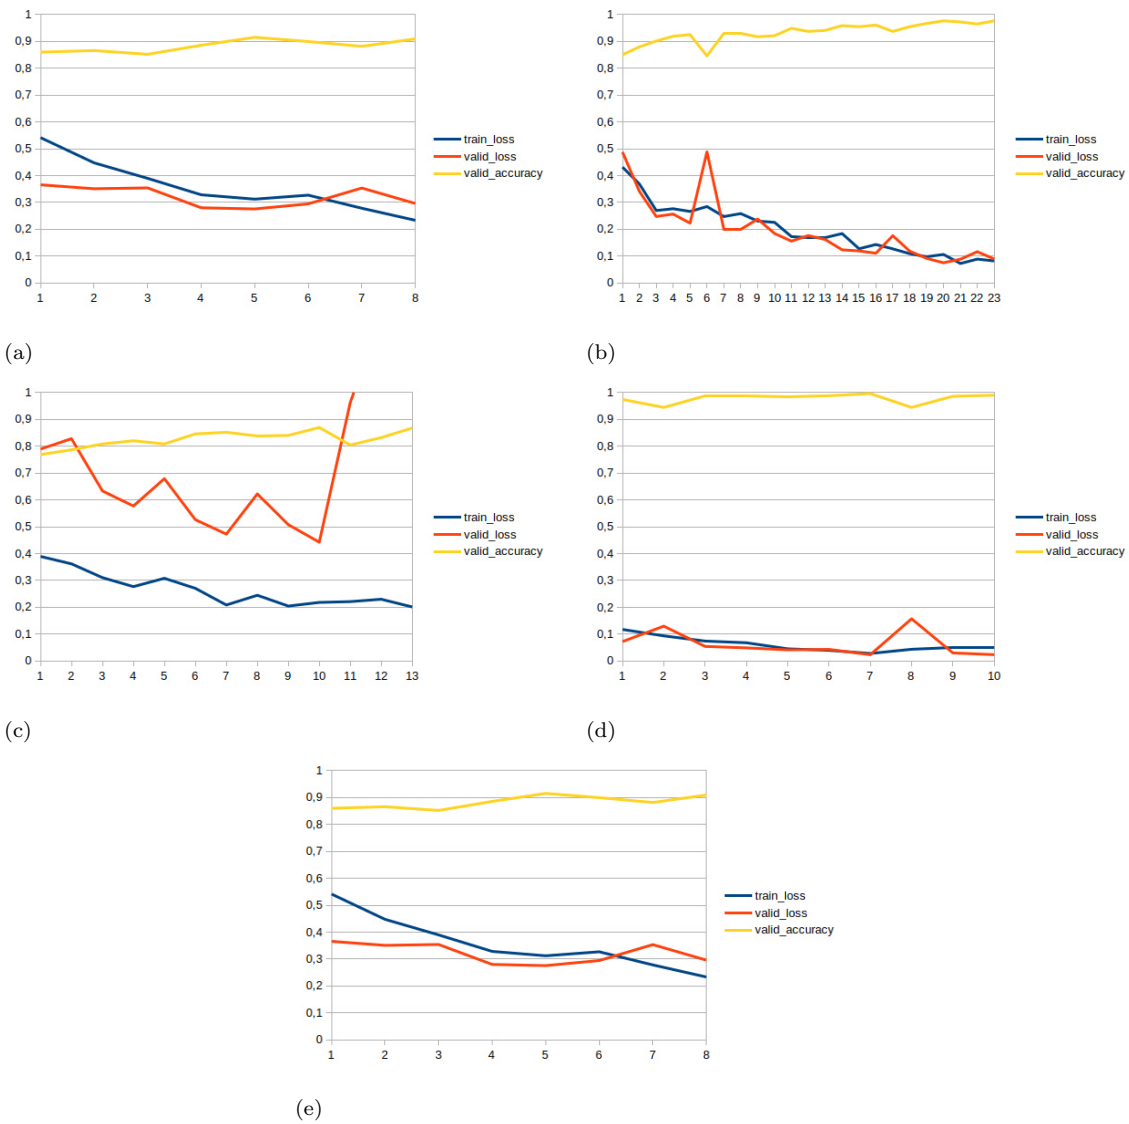 1
0,9
0,8
0,7
0,6
0,5
0,4
0,3
0,2
0,1
0
1 2 3 4 5 6 7 8
train_loss
valid_loss
valid_accuracy
(a)
1
0,9
0,8
0,7
0,6
0,5
0,4
0,3
0,2
0,1
0
1 2 3 4 5 6 7 8 9 10 11 12 13 14 15 16 17 18 19 20 21 22 23
train_loss
valid_loss
valid_accuracy
(b)
1
0,9
0,8
0,7
0,6
0,5
0,4
0,3
0,2
0,1
0
1 2 3 4 5 6 7 8 9 10 11 12 13
train_loss
valid_loss
valid_accuracy
(c)
1
0,9
0,8
0,7
0,6
0,5
0,4
0,3
0,2
0,1
0
1 2 3 4 5 6 7 8 9 10
train_loss
valid_loss
valid_accuracy
(d)
1
0,9
0,8
0,7
0,6
0,5
0,4
0,3
0,2
0,1
0
1 2 3 4 5 6 7 8
train_loss
valid_loss
valid_accuracy
(e)